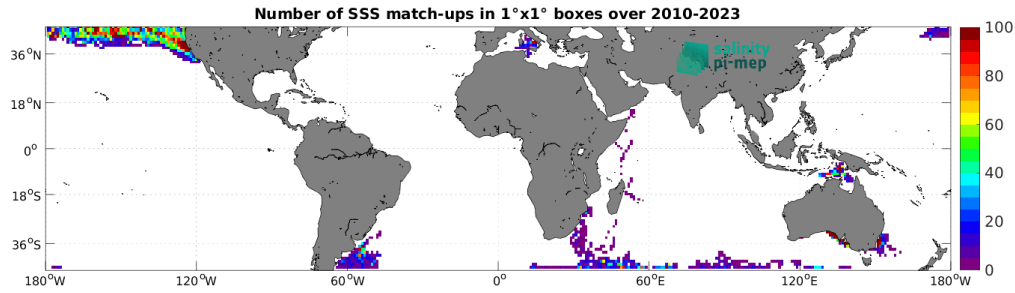 Number of SSS match-ups in 1°x1° boxes over 2010-2023
salinity
pi-mep
36°N
18°N
0°
18°S
36°S
180°W
120°W
60°W
0°
60°E
120°E
180°W
100
80
60
40
20
0